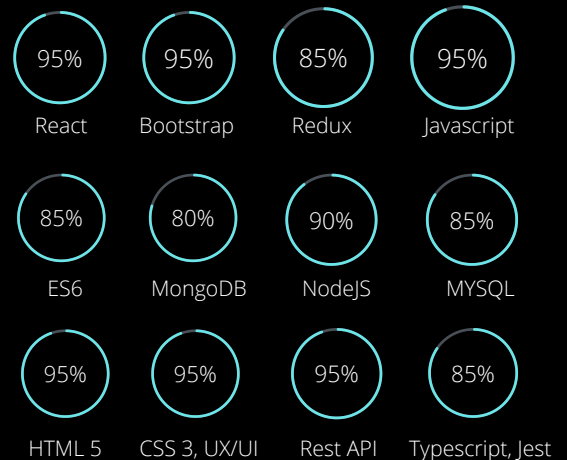 95% 95% 85% 95%
React Bootstrap Redux Javascript
85% 80% 90% 85%
ES6 MongoDB NodeJS MYSQL
95% 95% 95% 85%
HTML 5 CSS 3, UX/UI Rest API Typescript, Jest